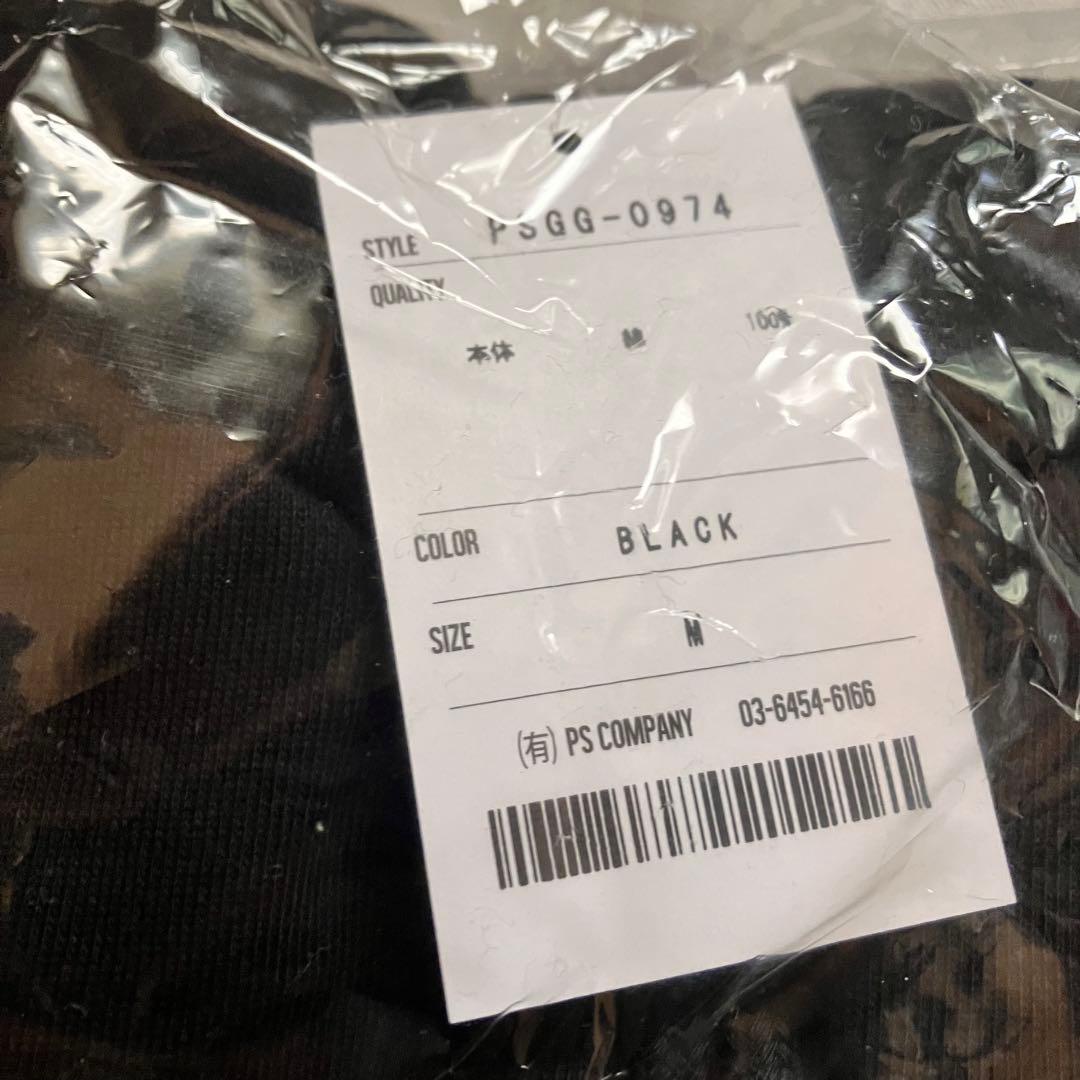 STYLE PSGG-0974
QUALITY
本体 綿 100%
COLOR BLACK
SIZE M
(有) PS COMPANY 03-6454-6166